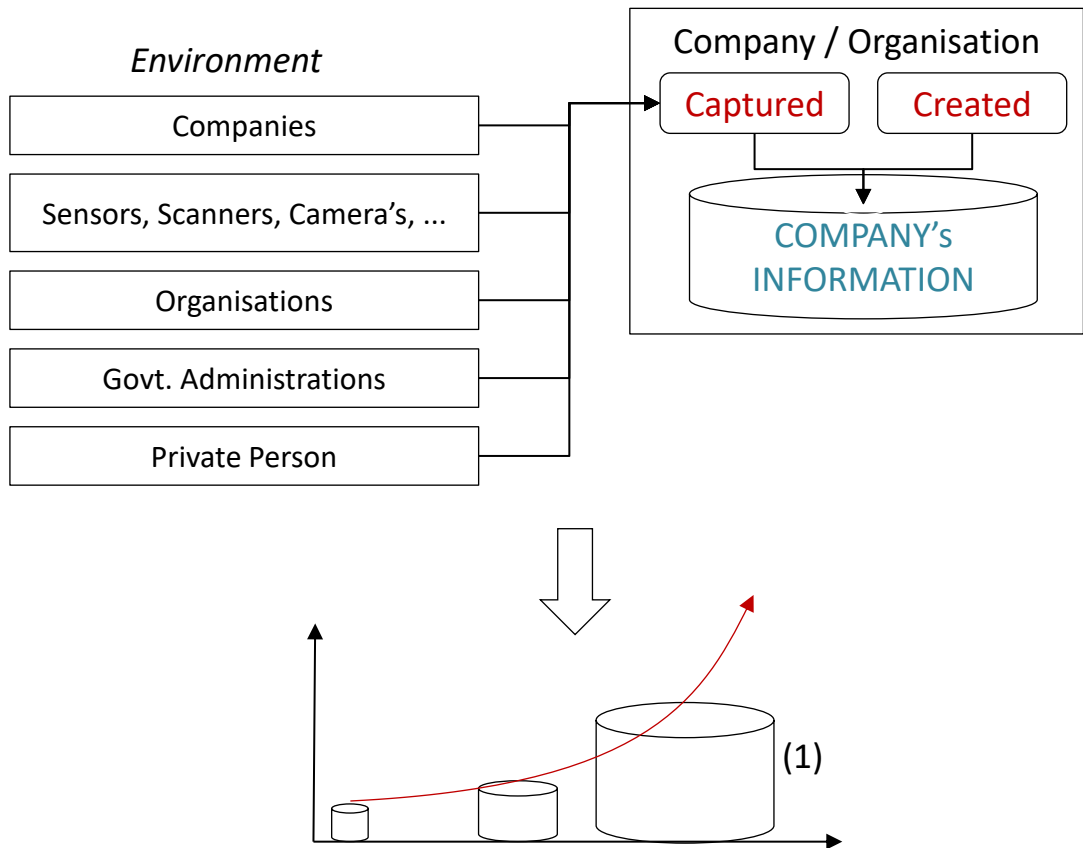 Environment
Companies
Sensors, Scanners, Camera’s, ...
Organisations
Govt. Administrations
Private Person
Company / Organisation
Captured
Created
COMPANY’s
INFORMATION
(1)